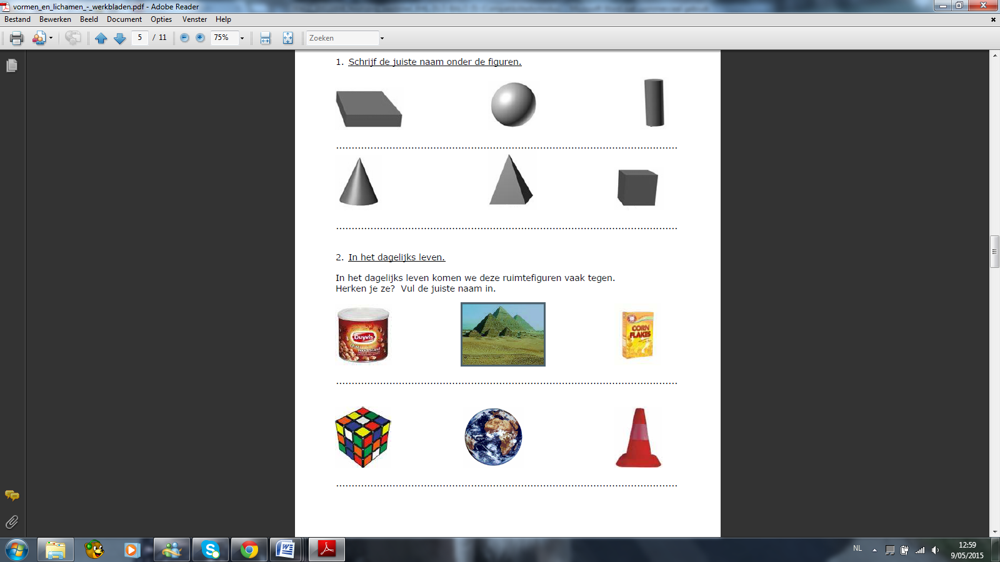 vormen_en_lichamen_-_werkbladen.pdf - Adobe Reader
Bestand Bewerken Beeld Document Opties Venster Help
5 / 11 75% Zoeken
1. Schrijf de juiste naam onder de figuren.
2. In het dagelijks leven.
In het dagelijks leven komen we deze ruimtefiguren vaak tegen.
Herken je ze? Vul de juiste naam in.
Duyvis
CORN
FLAKES
NL
12:59
9/05/2015